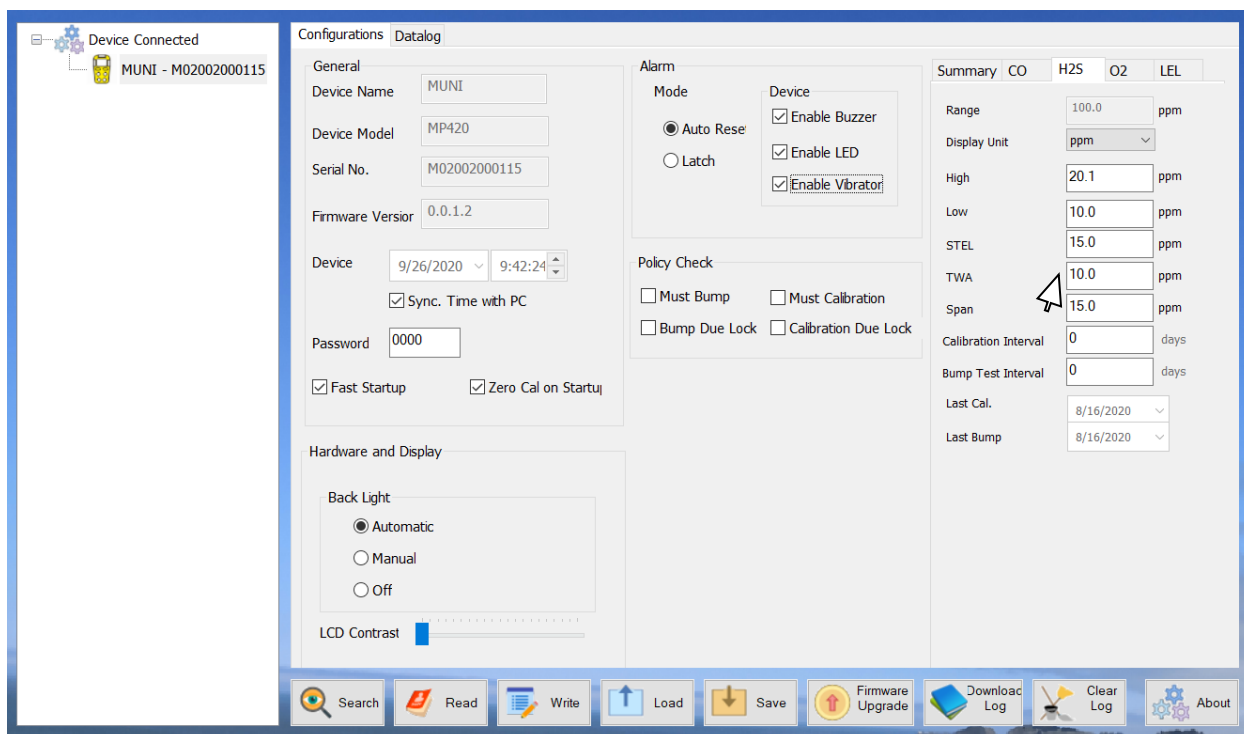 Device Connected
MUNI - M02002000115
Configurations Datalog
General
Device Name MUNI
Device Model MP420
Serial No. M02002000115
Firmware Versior 0.0.1.2
Device 9/26/2020 9:42:24
Sync. Time with PC
Password 0000
Fast Startup Zero Cal on Startu
Hardware and Display
Back Light
Automatic
Manual
Off
LCD Contrast
Alarm
Mode
Auto Rese
Latch
Device
Enable Buzzer
Enable LED
Enable Vibrator
Policy Check
Must Bump Must Calibration
Bump Due Lock Calibration Due Lock
Summary CO H2S O2 LEL
Range 100.0 ppm
Display Unit ppm
High 20.1 ppm
Low 10.0 ppm
STEL 15.0 ppm
TWA 10.0 ppm
Span 15.0 ppm
Calibration Interval 0 days
Bump Test Interval 0 days
Last Cal. 8/16/2020
Last Bump 8/16/2020
Search
Read
Write
Load
Save
Firmware
Upgrade
Downloac
Log
Clear
Log
About